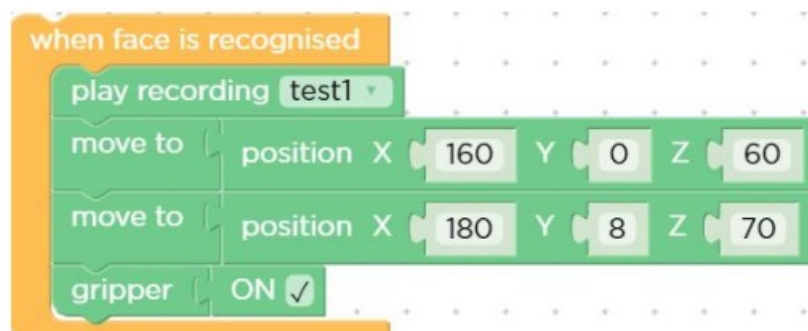 when face is recognised
play recording test1
move to position X 160 Y 0 Z 60
move to position X 180 Y 8 Z 70
gripper ON ✓